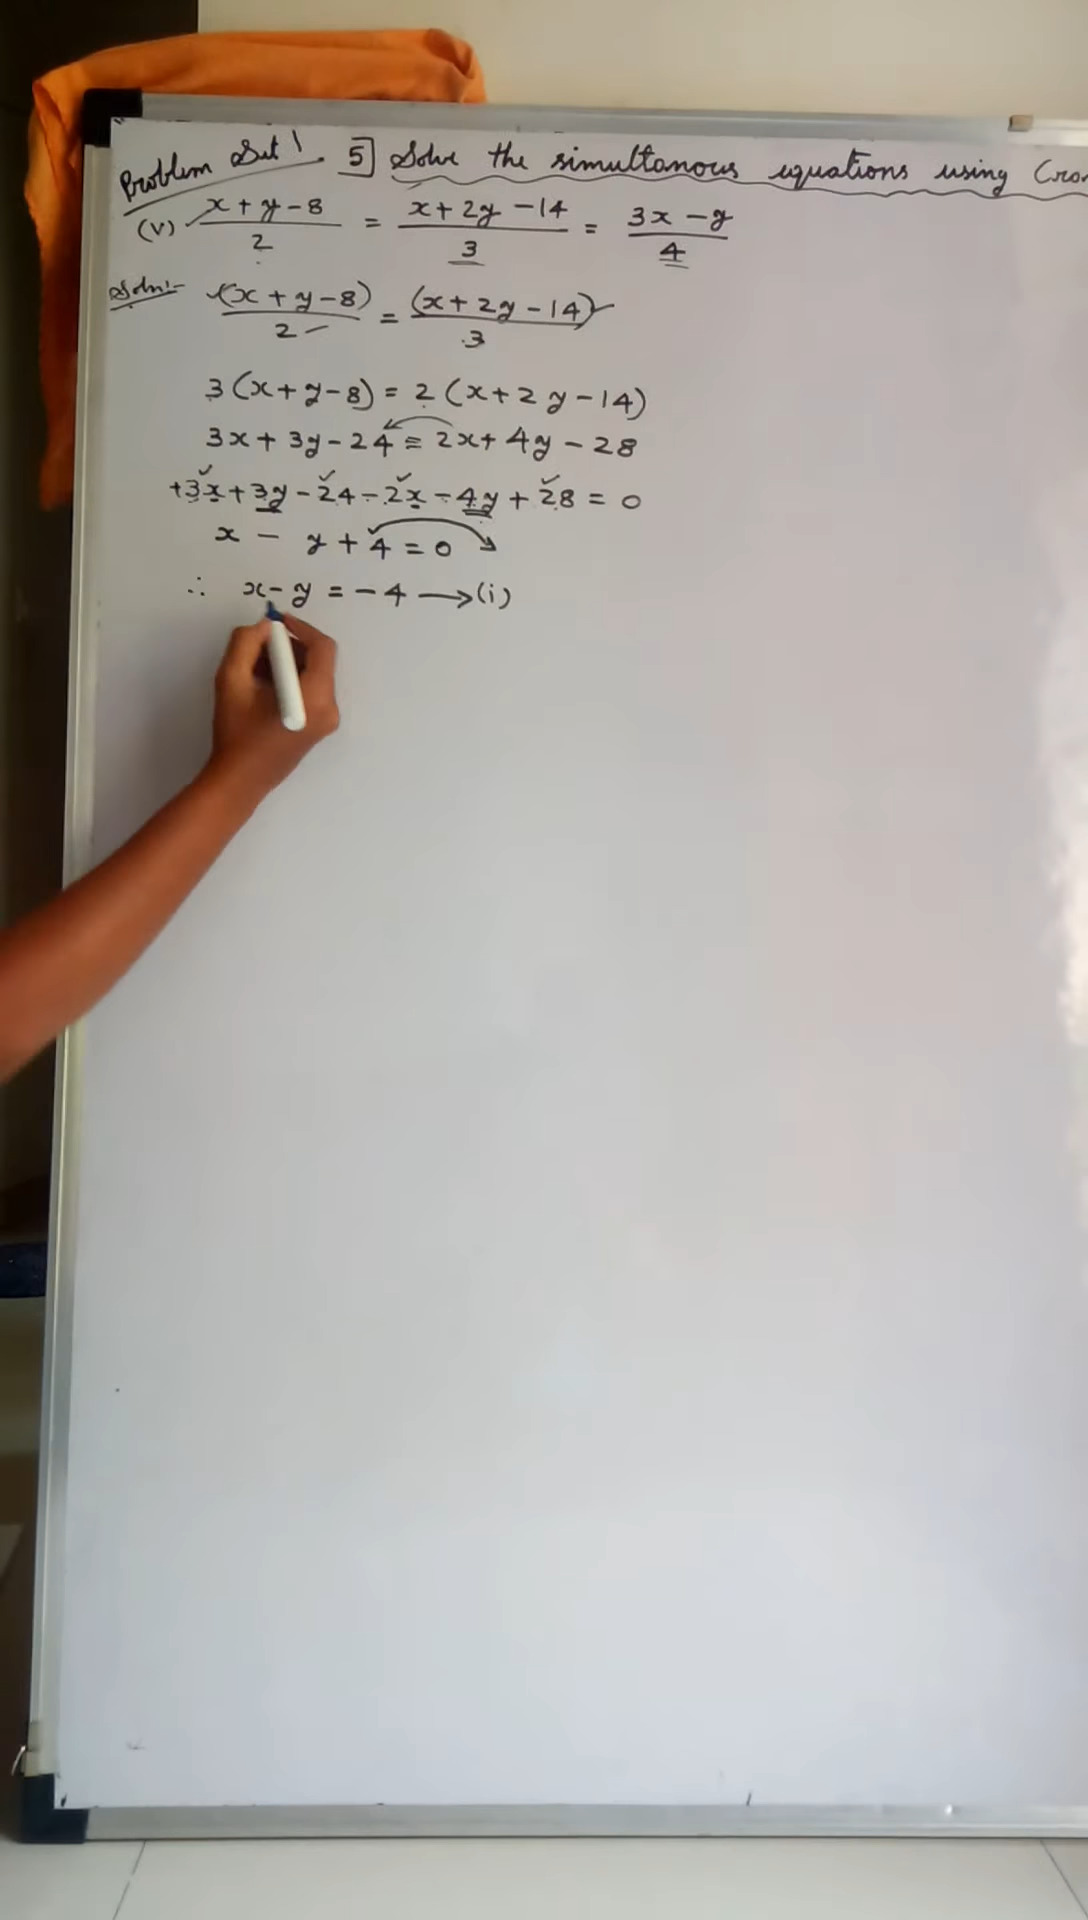 Problem Set 1. 5] Solve the simultanous equations using Cra
(v) x + y - 8 / 2 = x + 2y - 14 / 3 = 3x - y / 4
Soln:- (x + y - 8) / 2 = (x + 2y - 14) / 3
3(x + y - 8) = 2(x + 2y - 14)
3x + 3y - 24 = 2x + 4y - 28
+3x + 3y - 24 - 2x - 4y + 28 = 0
x - y + 4 = 0
∴ x - y = -4 ⟶ (i)